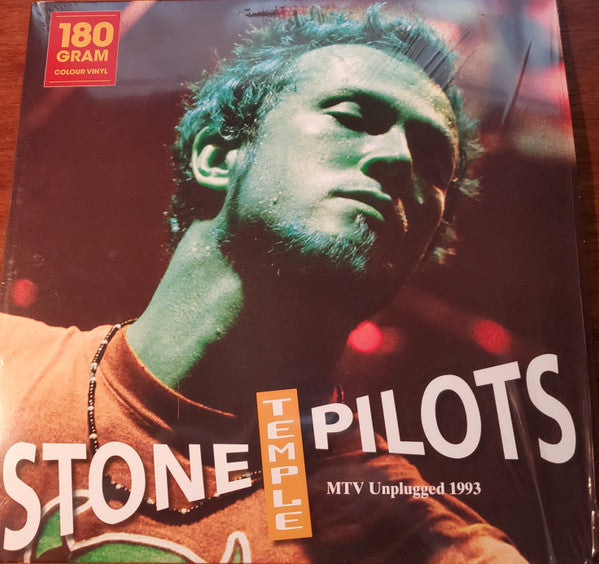 180
GRAM
COLOUR VINYL
STONE TEMPLE PILOTS
MTV Unplugged 1993